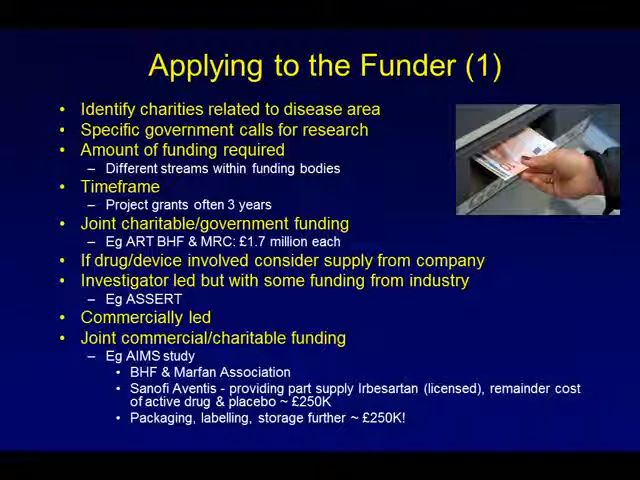 Applying to the Funder (1)
• Identify charities related to disease area
• Specific government calls for research
• Amount of funding required
– Different streams within funding bodies
• Timeframe
– Project grants often 3 years
• Joint charitable/government funding
– Eg ART BHF & MRC: £1.7 million each
• If drug/device involved consider supply from company
• Investigator led but with some funding from industry
– Eg ASSERT
• Commercially led
• Joint commercial/charitable funding
– Eg AIMS study
• BHF & Marfan Association
• Sanofi Aventis - providing part supply Irbesartan (licensed), remainder cost
of active drug & placebo ~ £250K
• Packaging, labelling, storage further ~ £250K!